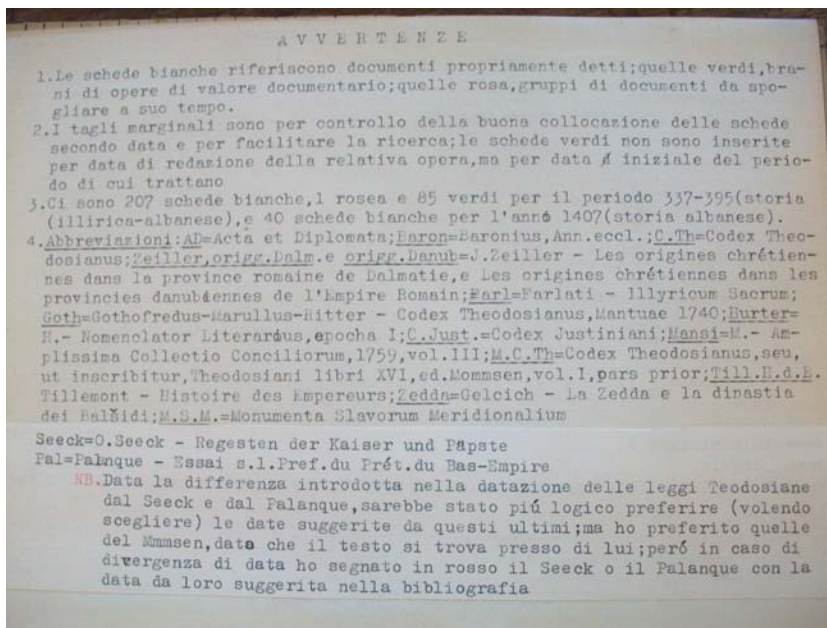 A V V E R T E N Z E
1.Le schede bianche riferiscono documenti propriamente detti;quelle verdi,bra-
ni di opere di valore documentario;quelle rosa,gruppi di documenti da spo-
gliare a suo tempo.
2.I tagli marginali sono per controllo della buona collocazione delle schede
secondo data e per facilitare la ricerca;le schede verdi non sono inserite
per data di redazione della relativa opera,ma per data iniziale del perio-
do di cui trattano
3.Ci sono 207 schede bianche,1 rosea e 85 verdi per il periodo 337-395(storia
(illirica-albanese),e 40 schede bianche per l'anno 1407(storia albanese).
4.Abbreviazioni:AD=Acta et Diplomata;Baron=Baronius,Ann.eccl.;C.Th=Codex Theo-
dosianus;Zeiller,origg.Dalm.e origg.Danub=J.Zeiller - Les origines chrétien-
nes dans la province romaine de Dalmatie,e Les origines chrétiennes dans les
provincies danubiennes de l'Empire Romain;Farl=Farlati - Illyricum Sacrum;
Goth=Gothofredus-Marullus-Ritter - Codex Theodosianus,Mantuae 1740;Hurter=
H.- Nomenclator Literarius,epocha I;C.Just.=Codex Justiniani;Mansi=M.- Am-
plissima Collectio Conciliorum,1759,vol.III;M.C.Th=Codex Theodosianus,seu,
ut inscribitur,Theodosiani libri XVI,ed.Mommsen,vol.I,pars prior;Till.H.d.E.
Tillemont - Histoire des Empereurs;Zedda=Gelcich - La Zedda e la dinastia
dei Balšidi;M.S.M.=Monumenta Slavorum Meridionalium
Seeck=O.Seeck - Regesten der Kaiser und Päpste
Pal=Palanque - Essai s.l.Pref.du Prét.du Bas-Empire
NB.Data la differenza introdotta nella datazione delle leggi Teodosiane
dal Seeck e dal Palanque,sarebbe stato piú logico preferire (volendo
scegliere) le date suggerite da questi ultimi;ma ho preferito quelle
del Mmmsen,dato che il testo si trova presso di lui;peró in caso di
divergenza di data ho segnato in rosso il Seeck o il Palanque con la
data da loro suggerita nella bibliografia